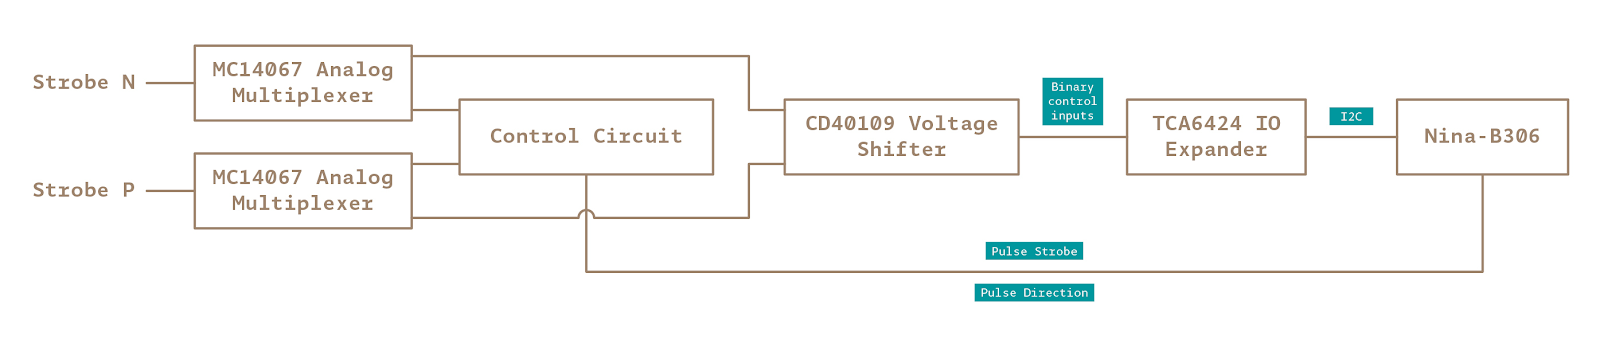 Strobe N
MC14067 Analog
Multiplexer
Strobe P
MC14067 Analog
Multiplexer
Control Circuit
CD40109 Voltage
Shifter
Binary
control
inputs
TCA6424 IO
Expander
I2C
Nina-B306
Pulse Strobe
Pulse Direction